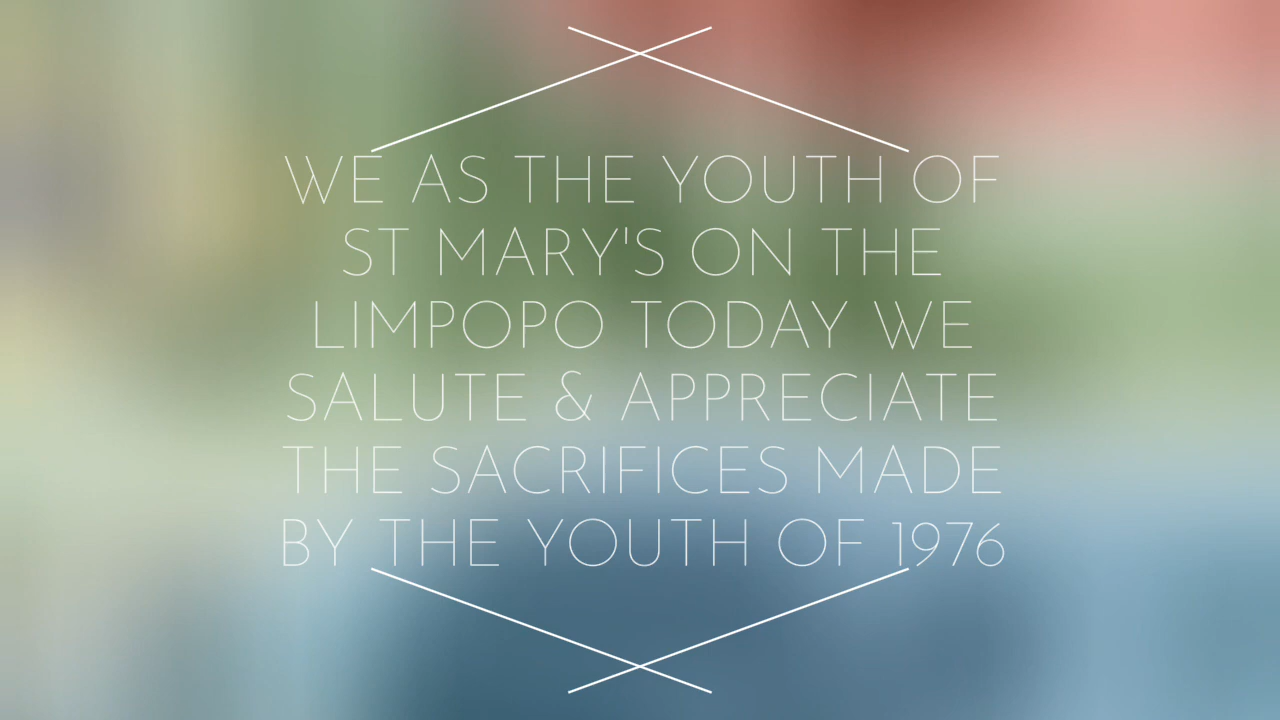 WE AS THE YOUTH OF
ST MARY'S ON THE
LIMPOPO TODAY WE
SALUTE & APPRECIATE
THE SACRIFICES MADE
BY THE YOUTH OF 1976